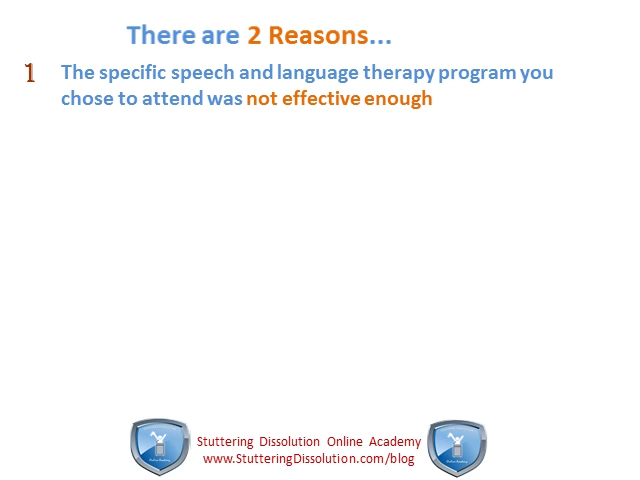 There are 2 Reasons...
1 The specific speech and language therapy program you
chose to attend was not effective enough
Stuttering Dissolution Online Academy
www.StutteringDissolution.com/blog